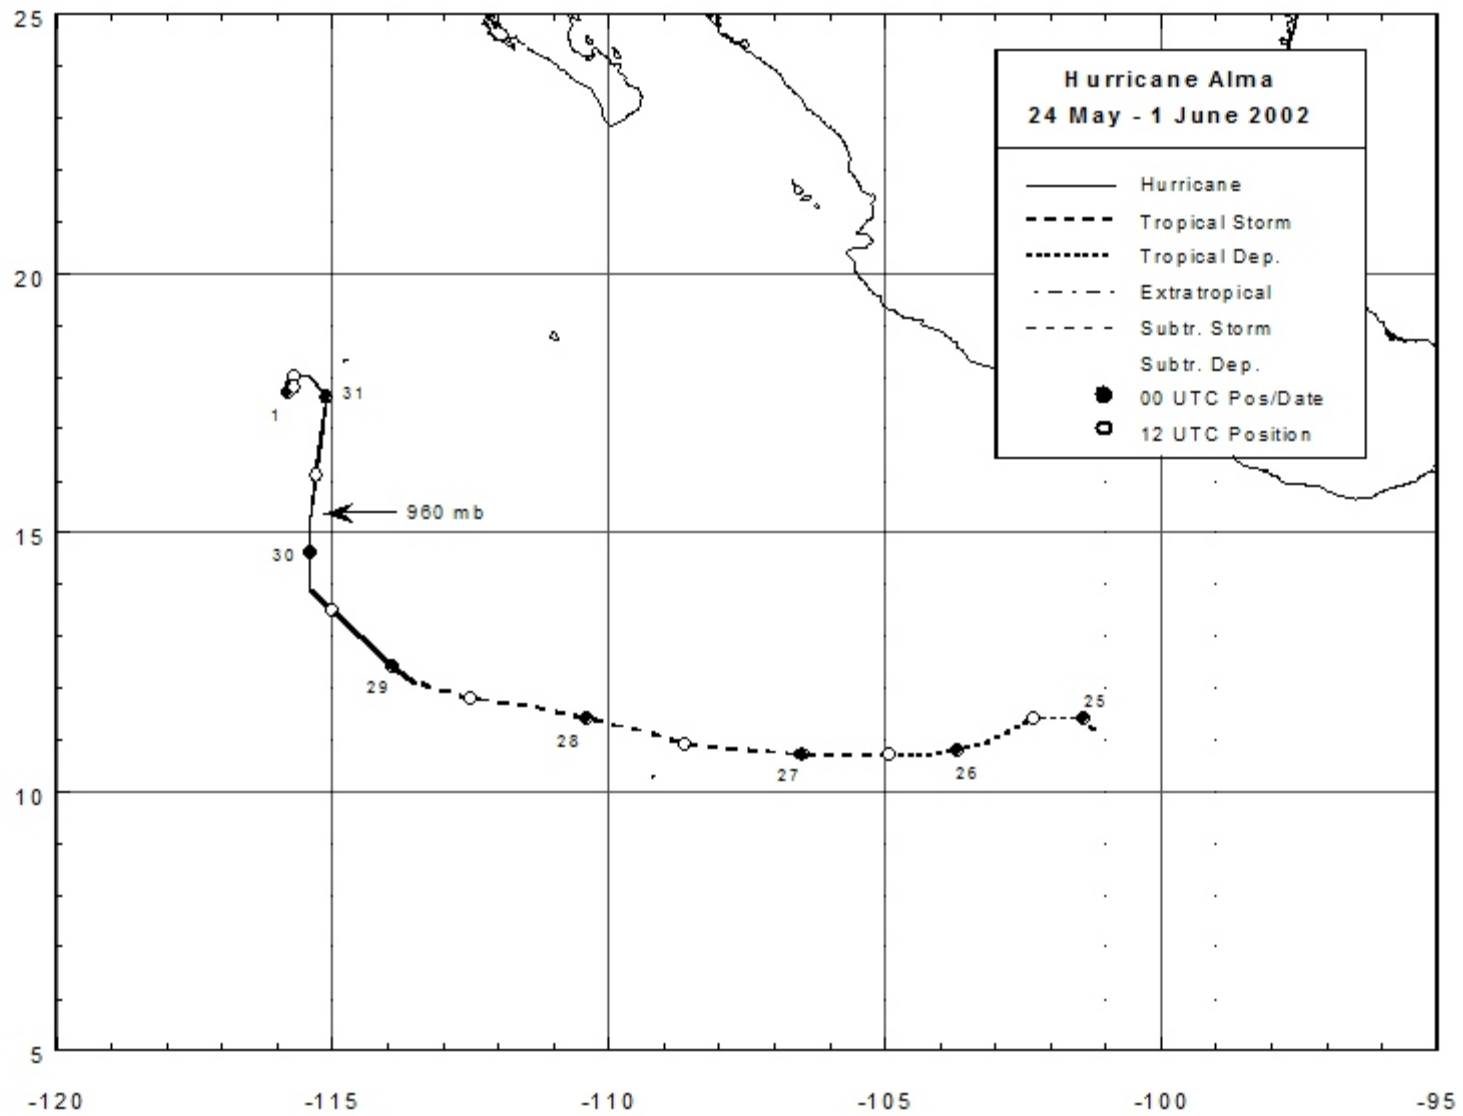 25
Hurricane Alma
24 May - 1 June 2002
Hurricane
Tropical Storm
Tropical Dep.
20
Extratropical
Subtr. Storm
Subtr. Dep.
31
00 UTC Pos/Date
1
12 UTC Position
960 mb
15
30
29
25
28
27
26
10
5
-120
-115
-110
-105
-100
-95